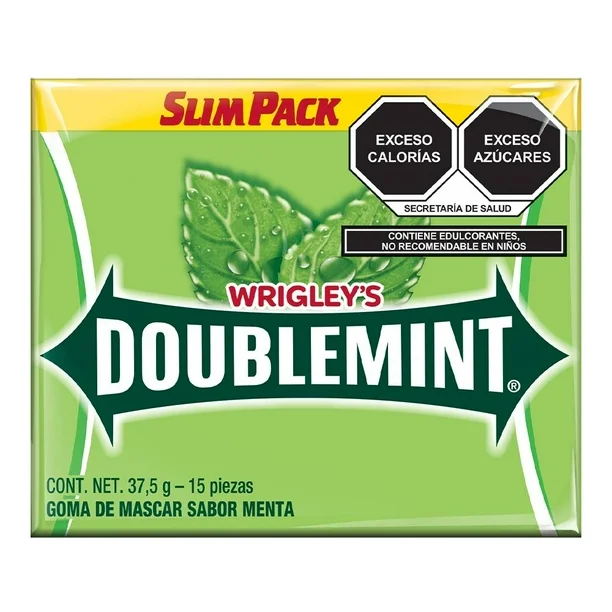 SLIM PACK
EXCESO
CALORÍAS
EXCESO
AZÚCARES
SECRETARÍA DE SALUD
CONTIENE EDULCORANTES,
NO RECOMENDABLE EN NIÑOS
WRIGLEY'S
DOUBLEMINT®
CONT. NET. 37,5 g – 15 piezas
GOMA DE MASCAR SABOR MENTA